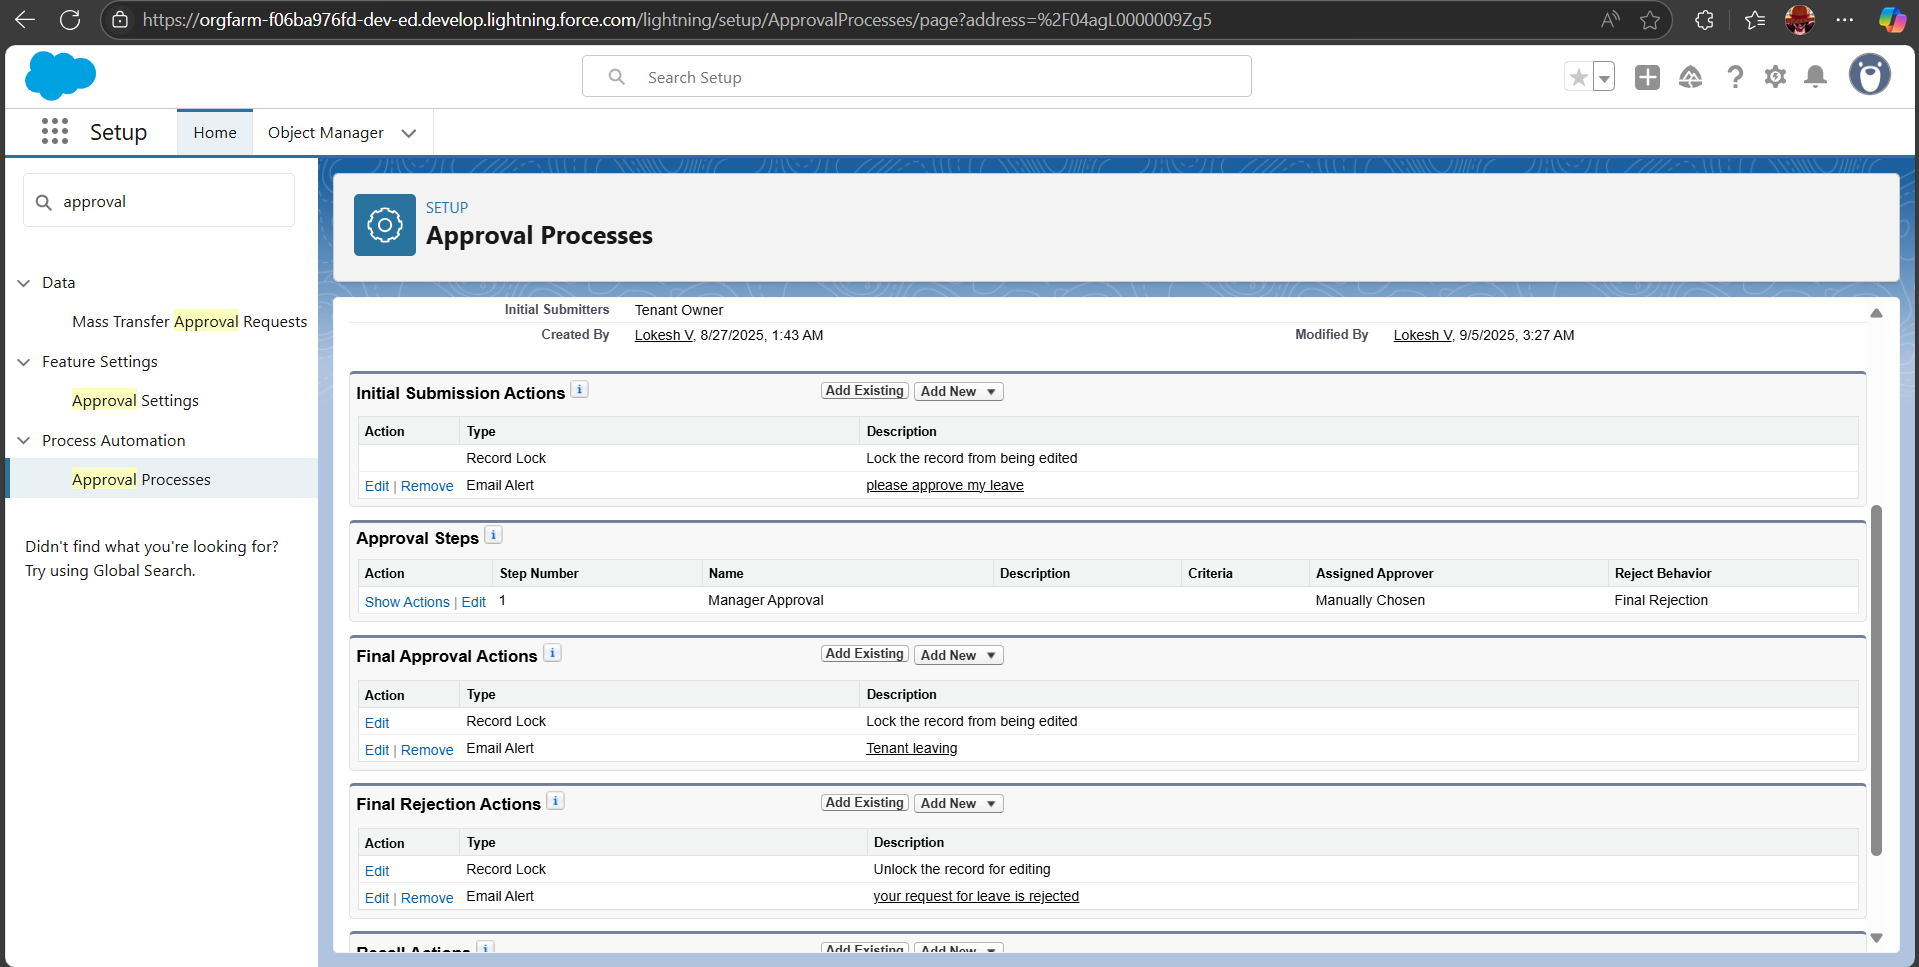 https://orgfarm-f06ba976fd-dev-ed.develop.lightning.force.com/lightning/setup/ApprovalProcesses/page?address=%2F04agL0000009Zg5
Search Setup
Setup
Home
Object Manager
approval
Data
Mass Transfer Approval Requests
Feature Settings
Approval Settings
Process Automation
Approval Processes
Didn't find what you're looking for?
Try using Global Search.
SETUP
Approval Processes
Initial Submitters Tenant Owner
Created By Lokesh V, 8/27/2025, 1:43 AM Modified By Lokesh V, 9/5/2025, 3:27 AM
Initial Submission Actions i Add Existing Add New
Action Type Description
Record Lock Lock the record from being edited
Edit | Remove Email Alert please approve my leave
Approval Steps i
Action Step Number Name Description Criteria Assigned Approver Reject Behavior
Show Actions | Edit 1 Manager Approval Manually Chosen Final Rejection
Final Approval Actions i Add Existing Add New
Action Type Description
Edit Record Lock Lock the record from being edited
Edit | Remove Email Alert Tenant leaving
Final Rejection Actions i Add Existing Add New
Action Type Description
Edit Record Lock Unlock the record for editing
Edit | Remove Email Alert your request for leave is rejected
Recall Actions i Add Existing Add New